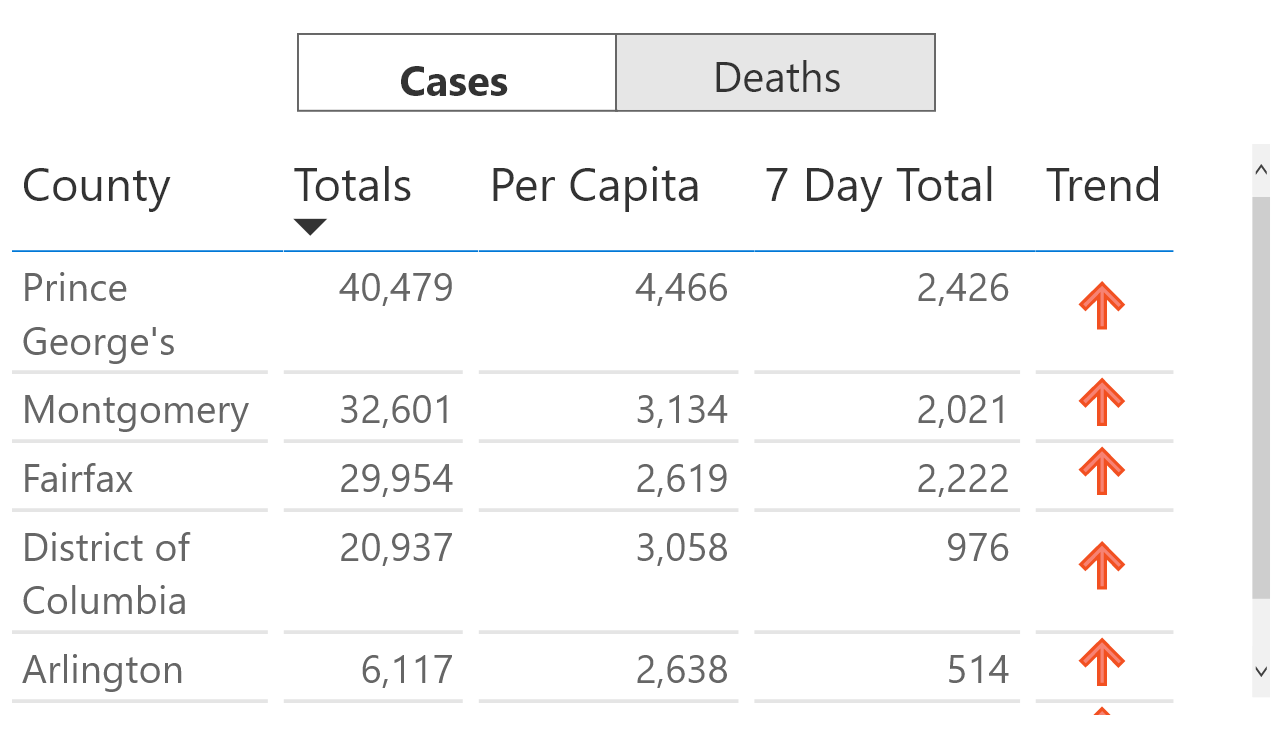 Cases Deaths
County Totals Per Capita 7 Day Total Trend
Prince 40,479 4,466 2,426
George's
Montgomery 32,601 3,134 2,021
Fairfax 29,954 2,619 2,222
District of 20,937 3,058 976
Columbia
Arlington 6,117 2,638 514